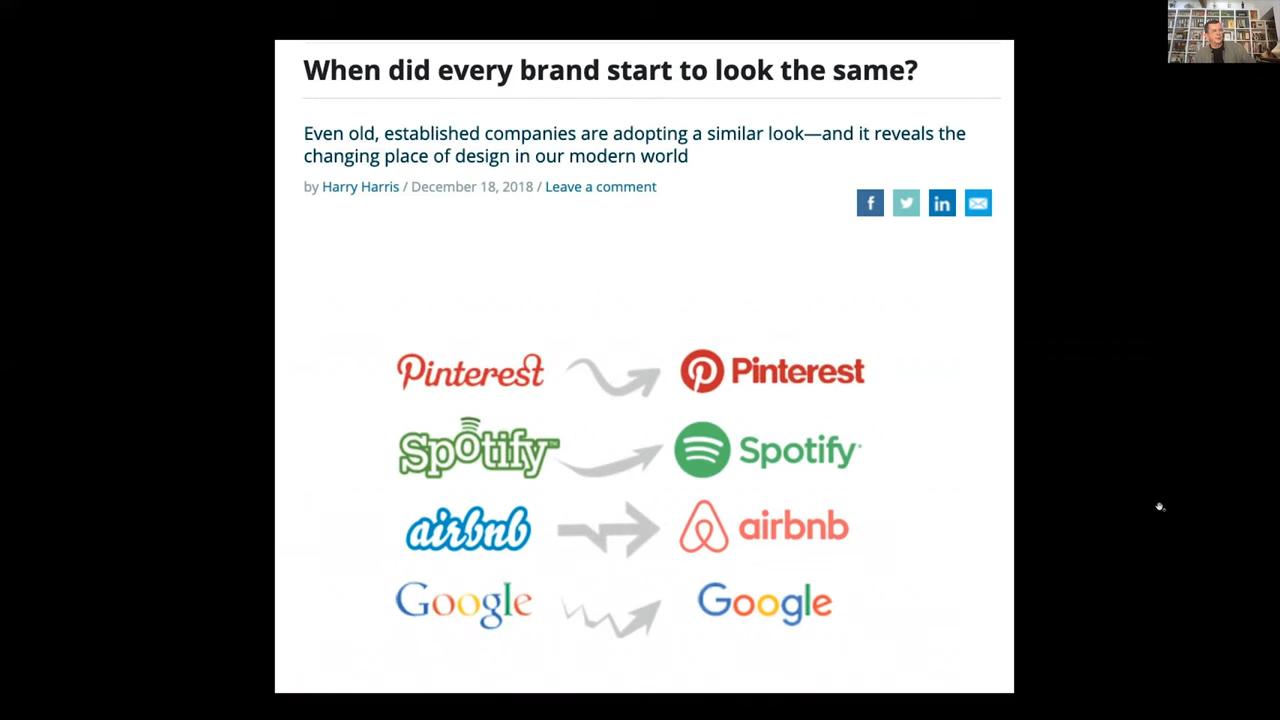 When did every brand start to look the same?
Even old, established companies are adopting a similar look—and it reveals the
changing place of design in our modern world
by Harry Harris / December 18, 2018 / Leave a comment
f
in
Pinterest
Pinterest
Spotify™
Spotify
airbnb
airbnb
Google
Google